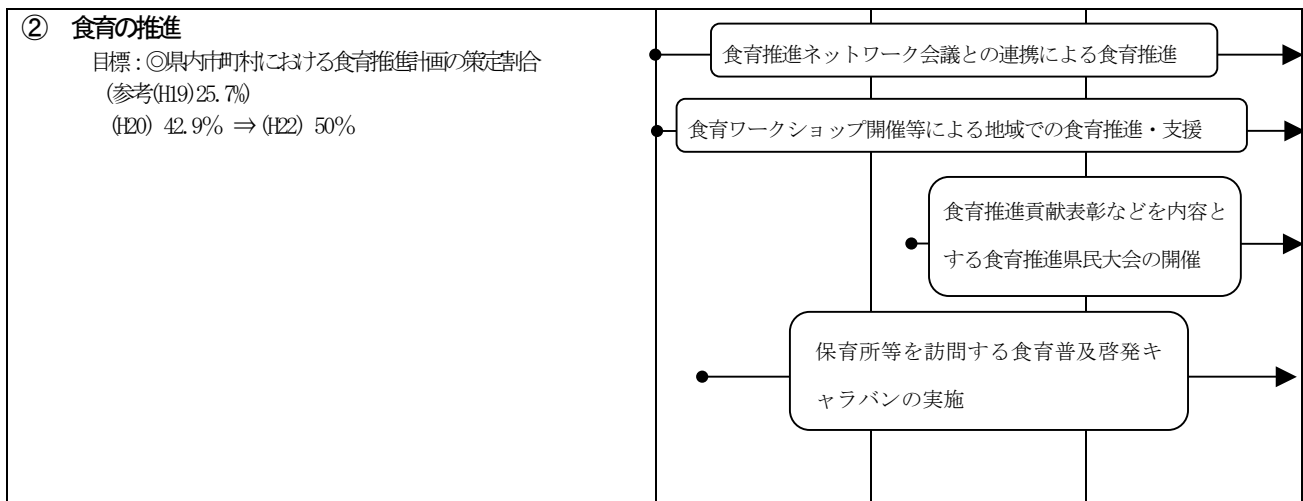 ② 食育の推進
目標：◎県内市町村における食育推進計画の策定割合
(参考(H19)25.7%)
(H20) 42.9% ⇒(H22) 50%
食育推進ネットワーク会議との連携による食育推進
食育ワークショップ開催等による地域での食育推進・支援
食育推進貢献表彰などを内容と
する食育推進県民大会の開催
保育所等を訪問する食育普及啓発キ
ャラバンの実施